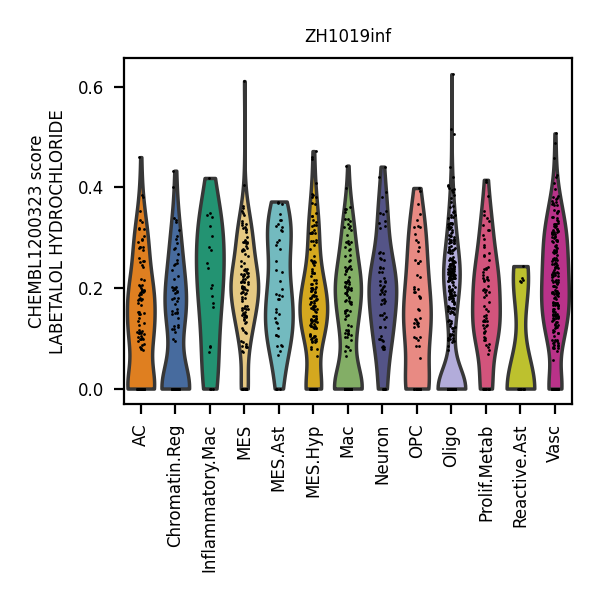 ZH1019inf
CHEMBL1200323 score
LABETALOL HYDROCHLORIDE
0.6
0.4
0.2
0.0
AC
Chromatin.Reg
Inflammatory.Mac
MES
MES.Ast
MES.Hyp
Mac
Neuron
OPC
Oligo
Prolif.Metab
Reactive.Ast
Vasc